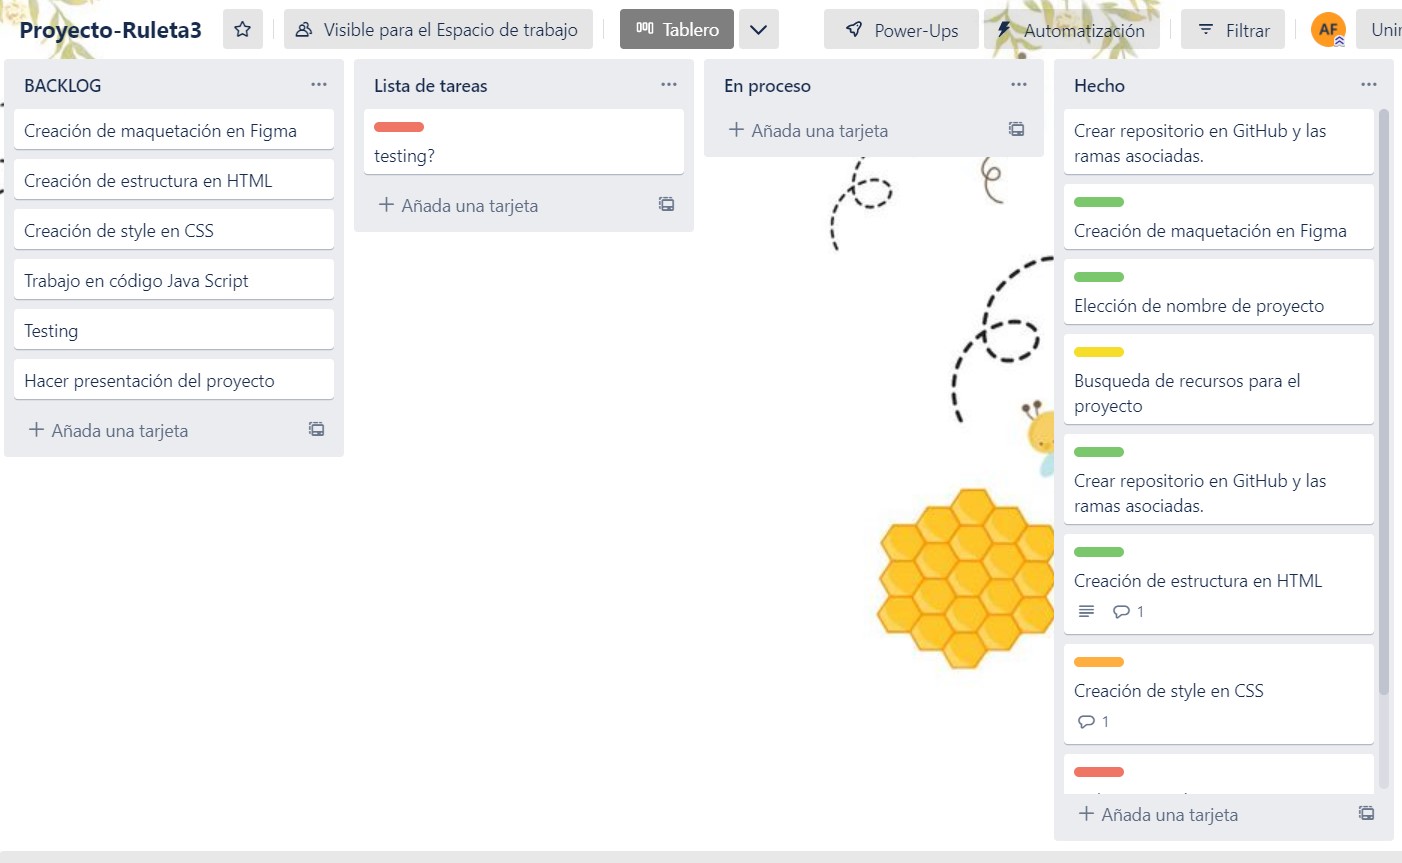 Proyecto-Ruleta3
Visible para el Espacio de trabajo
Tablero
Power-Ups
Automatización
Filtrar
AF
BACKLOG
Creación de maquetación en Figma
Creación de estructura en HTML
Creación de style en CSS
Trabajo en código Java Script
Testing
Hacer presentación del proyecto
Añada una tarjeta
Lista de tareas
testing?
Añada una tarjeta
En proceso
Añada una tarjeta
Hecho
Crear repositorio en GitHub y las
ramas asociadas.
Creación de maquetación en Figma
Elección de nombre de proyecto
Busqueda de recursos para el
proyecto
Crear repositorio en GitHub y las
ramas asociadas.
Creación de estructura en HTML
1
Creación de style en CSS
1
Añada una tarjeta